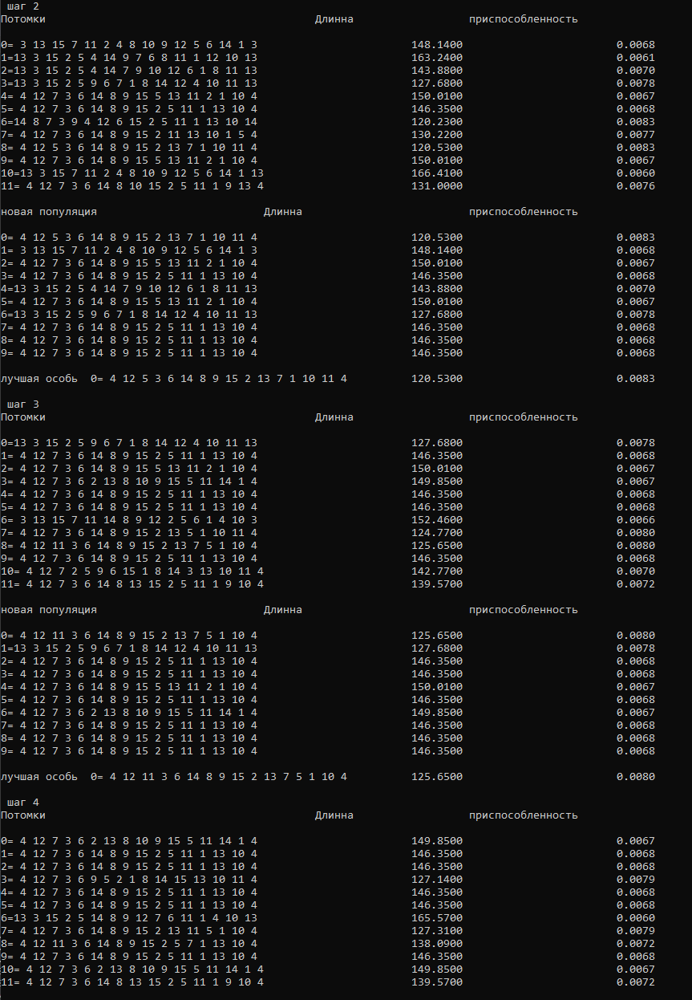 шаг 2
Потомки Длинна приспособленность
0= 3 13 15 7 11 2 4 8 10 9 12 5 6 14 1 3 148.1400 0.0068
1=13 3 15 2 5 4 14 9 7 6 8 11 1 12 10 13 163.2400 0.0061
2=13 3 15 2 5 4 14 7 9 10 12 6 1 8 11 13 143.8800 0.0070
3=13 3 15 2 5 9 6 7 1 8 14 12 4 10 11 13 127.6800 0.0078
4= 4 12 7 3 6 14 8 9 15 5 13 11 2 1 10 4 150.0100 0.0067
5= 4 12 7 3 6 14 8 9 15 2 5 11 1 13 10 4 146.3500 0.0068
6=14 8 7 3 9 4 12 6 15 2 5 11 1 13 10 14 120.2300 0.0083
7= 4 12 7 3 6 14 8 9 15 2 11 13 10 1 5 4 130.2200 0.0077
8= 4 12 5 3 6 14 8 9 15 2 13 7 1 10 11 4 120.5300 0.0083
9= 4 12 7 3 6 14 8 9 15 5 13 11 2 1 10 4 150.0100 0.0067
10=13 3 15 7 11 2 4 8 10 9 12 5 6 14 1 13 166.4100 0.0060
11= 4 12 7 3 6 14 8 10 15 2 5 11 1 9 13 4 131.0000 0.0076
новая популяция Длинна приспособленность
0= 4 12 5 3 6 14 8 9 15 2 13 7 1 10 11 4 120.5300 0.0083
1= 3 13 15 7 11 2 4 8 10 9 12 5 6 14 1 3 148.1400 0.0068
2= 4 12 7 3 6 14 8 9 15 5 13 11 2 1 10 4 150.0100 0.0067
3= 4 12 7 3 6 14 8 9 15 2 5 11 1 13 10 4 146.3500 0.0068
4=13 3 15 2 5 4 14 7 9 10 12 6 1 8 11 13 143.8800 0.0070
5= 4 12 7 3 6 14 8 9 15 5 13 11 2 1 10 4 150.0100 0.0067
6=13 3 15 2 5 9 6 7 1 8 14 12 4 10 11 13 127.6800 0.0078
7= 4 12 7 3 6 14 8 9 15 2 5 11 1 13 10 4 146.3500 0.0068
8= 4 12 7 3 6 14 8 9 15 2 5 11 1 13 10 4 146.3500 0.0068
9= 4 12 7 3 6 14 8 9 15 2 5 11 1 13 10 4 146.3500 0.0068
лучшая особь 0= 4 12 5 3 6 14 8 9 15 2 13 7 1 10 11 4 120.5300 0.0083
шаг 3
Потомки Длинна приспособленность
0=13 3 15 2 5 9 6 7 1 8 14 12 4 10 11 13 127.6800 0.0078
1= 4 12 7 3 6 14 8 9 15 2 5 11 1 13 10 4 146.3500 0.0068
2= 4 12 7 3 6 14 8 9 15 5 13 11 2 1 10 4 150.0100 0.0067
3= 4 12 7 3 6 2 13 8 10 9 15 5 11 14 1 4 149.8500 0.0067
4= 4 12 7 3 6 14 8 9 15 2 5 11 1 13 10 4 146.3500 0.0068
5= 4 12 7 3 6 14 8 9 15 2 5 11 1 13 10 4 146.3500 0.0068
6= 3 13 15 7 11 14 8 9 12 2 5 6 1 4 10 3 152.4600 0.0066
7= 4 12 7 3 6 14 8 9 15 2 13 5 1 10 11 4 124.7700 0.0080
8= 4 12 11 3 6 14 8 9 15 2 13 7 5 1 10 4 125.6500 0.0080
9= 4 12 7 3 6 14 8 9 15 2 5 11 1 13 10 4 146.3500 0.0068
10= 4 12 7 2 5 9 6 15 1 8 14 3 13 10 11 4 142.7700 0.0070
11= 4 12 7 3 6 14 8 13 15 2 5 11 1 9 10 4 139.5700 0.0072
новая популяция Длинна приспособленность
0= 4 12 11 3 6 14 8 9 15 2 13 7 5 1 10 4 125.6500 0.0080
1=13 3 15 2 5 9 6 7 1 8 14 12 4 10 11 13 127.6800 0.0078
2= 4 12 7 3 6 14 8 9 15 2 5 11 1 13 10 4 146.3500 0.0068
3= 4 12 7 3 6 14 8 9 15 2 5 11 1 13 10 4 146.3500 0.0068
4= 4 12 7 3 6 14 8 9 15 5 13 11 2 1 10 4 150.0100 0.0067
5= 4 12 7 3 6 14 8 9 15 2 5 11 1 13 10 4 146.3500 0.0068
6= 4 12 7 3 6 2 13 8 10 9 15 5 11 14 1 4 149.8500 0.0067
7= 4 12 7 3 6 14 8 9 15 2 5 11 1 13 10 4 146.3500 0.0068
8= 4 12 7 3 6 14 8 9 15 2 5 11 1 13 10 4 146.3500 0.0068
9= 4 12 7 3 6 14 8 9 15 2 5 11 1 13 10 4 146.3500 0.0068
лучшая особь 0= 4 12 11 3 6 14 8 9 15 2 13 7 5 1 10 4 125.6500 0.0080
шаг 4
Потомки Длинна приспособленность
0= 4 12 7 3 6 2 13 8 10 9 15 5 11 14 1 4 149.8500 0.0067
1= 4 12 7 3 6 14 8 9 15 2 5 11 1 13 10 4 146.3500 0.0068
2= 4 12 7 3 6 14 8 9 15 2 5 11 1 13 10 4 146.3500 0.0068
3= 4 12 7 3 6 9 5 2 1 8 14 15 13 10 11 4 127.1400 0.0079
4= 4 12 7 3 6 14 8 9 15 2 5 11 1 13 10 4 146.3500 0.0068
5= 4 12 7 3 6 14 8 9 15 2 5 11 1 13 10 4 146.3500 0.0068
6=13 3 15 2 5 14 8 9 12 7 6 11 1 4 10 13 165.5700 0.0060
7= 4 12 7 3 6 14 8 9 15 2 13 11 5 1 10 4 127.3100 0.0079
8= 4 12 11 3 6 14 8 9 15 2 5 7 1 13 10 4 138.0900 0.0072
9= 4 12 7 3 6 14 8 9 15 2 5 11 1 13 10 4 146.3500 0.0068
10= 4 12 7 3 6 2 13 8 10 9 15 5 11 14 1 4 149.8500 0.0067
11= 4 12 7 3 6 14 8 13 15 2 5 11 1 9 10 4 139.5700 0.0072